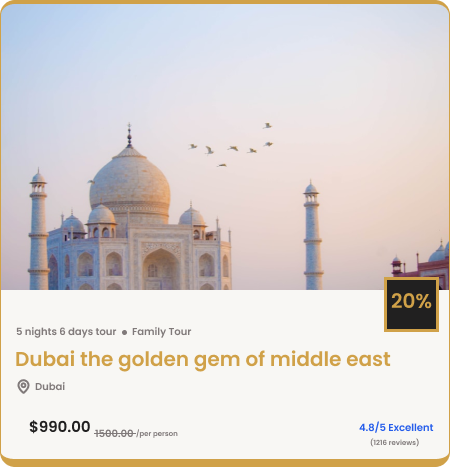 20%
5 nights 6 days tour • Family Tour
Dubai the golden gem of middle east
Dubai
$990.00 1500.00 /per person
4.8/5 Excellent
(1216 reviews)